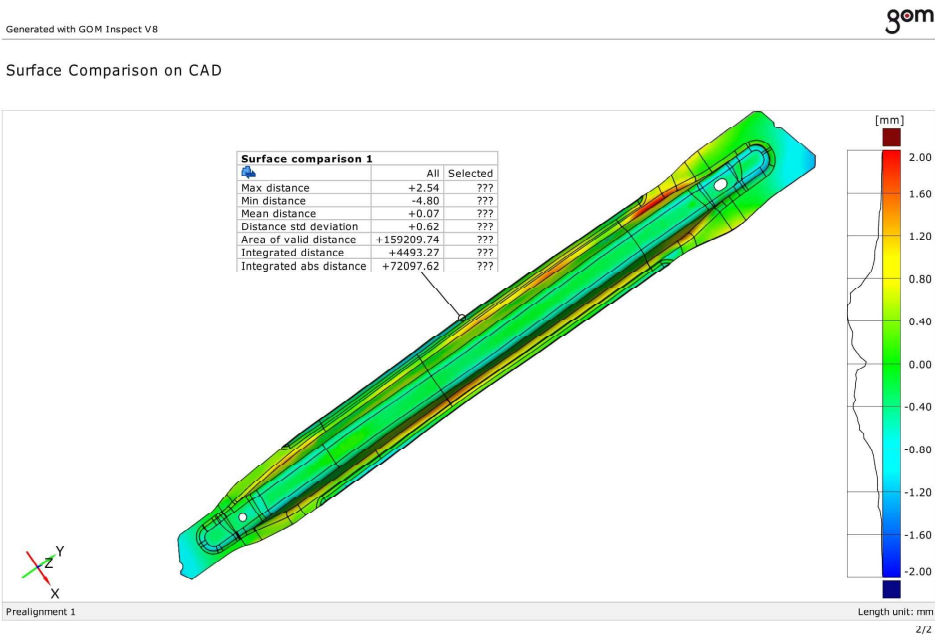 gom
Generated with GOM Inspect V8
Surface Comparison on CAD
[mm]
Surface comparison 1
All Selected
Max distance +2.54 ???
Min distance -4.80 ???
Mean distance +0.07 ???
Distance std deviation +0.62 ???
Area of valid distance +159209.74 ???
Integrated distance +4493.27 ???
Integrated abs distance +72097.62 ???
2.00
1.60
1.20
0.80
0.40
0.00
-0.40
-0.80
-1.20
-1.60
-2.00
Y
Z
X
Prealignment 1 Length unit: mm
2/2